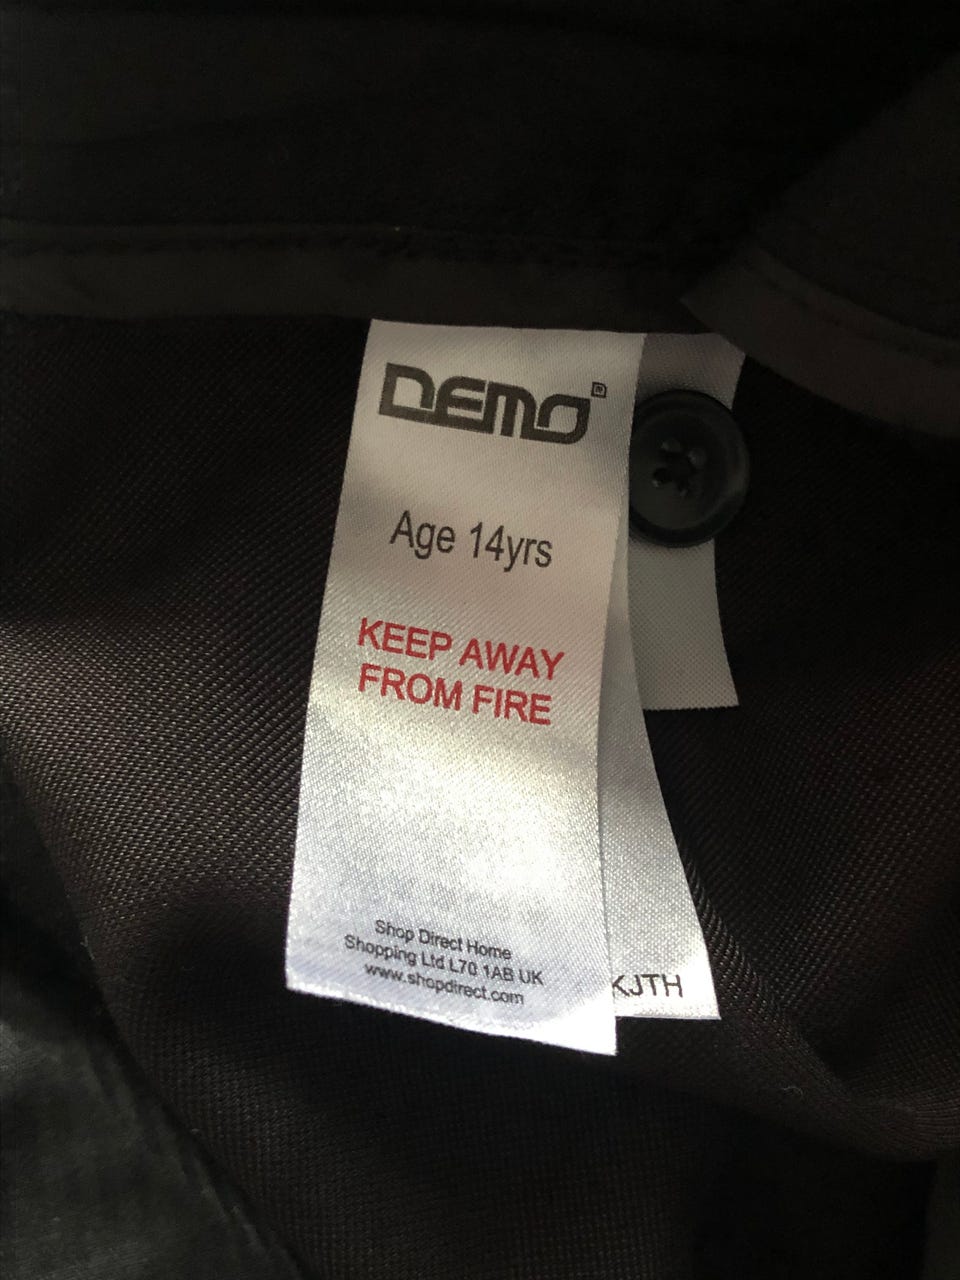 DEMO®
Age 14yrs
KEEP AWAY
FROM FIRE
Shop Direct Home
Shopping Ltd L70 1AB UK
www.shopdirect.com
KJTH